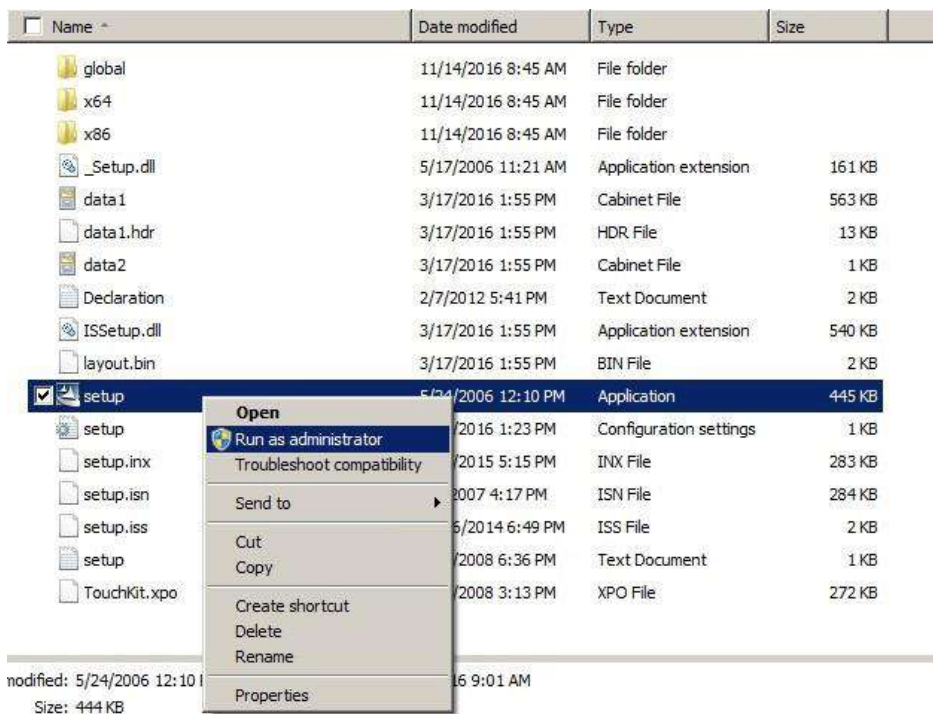 Name Date modified Type Size
global 11/14/2016 8:45 AM File folder
x64 11/14/2016 8:45 AM File folder
x86 11/14/2016 8:45 AM File folder
_Setup.dll 5/17/2006 11:21 AM Application extension 161 KB
data1 3/17/2016 1:55 PM Cabinet File 563 KB
data1.hdr 3/17/2016 1:55 PM HDR File 13 KB
data2 3/17/2016 1:55 PM Cabinet File 1 KB
Declaration 2/7/2012 5:41 PM Text Document 2 KB
ISSetup.dll 3/17/2016 1:55 PM Application extension 540 KB
layout.bin 3/17/2016 1:55 PM BIN File 2 KB
setup 5/24/2006 12:10 PM Application 445 KB
Open
setup /2016 1:23 PM Configuration settings 1 KB
Run as administrator
setup.inx /2015 5:15 PM INX File 283 KB
Troubleshoot compatibility
setup.isn 2007 4:17 PM ISN File 284 KB
Send to
setup.iss 6/2014 6:49 PM ISS File 2 KB
Cut
setup /2008 6:36 PM Text Document 1 KB
Copy
TouchKit.xpo /2008 3:13 PM XPO File 272 KB
Create shortcut
Delete
Rename
modified: 5/24/2006 12:10 16 9:01 AM
Properties
Size: 444 KB